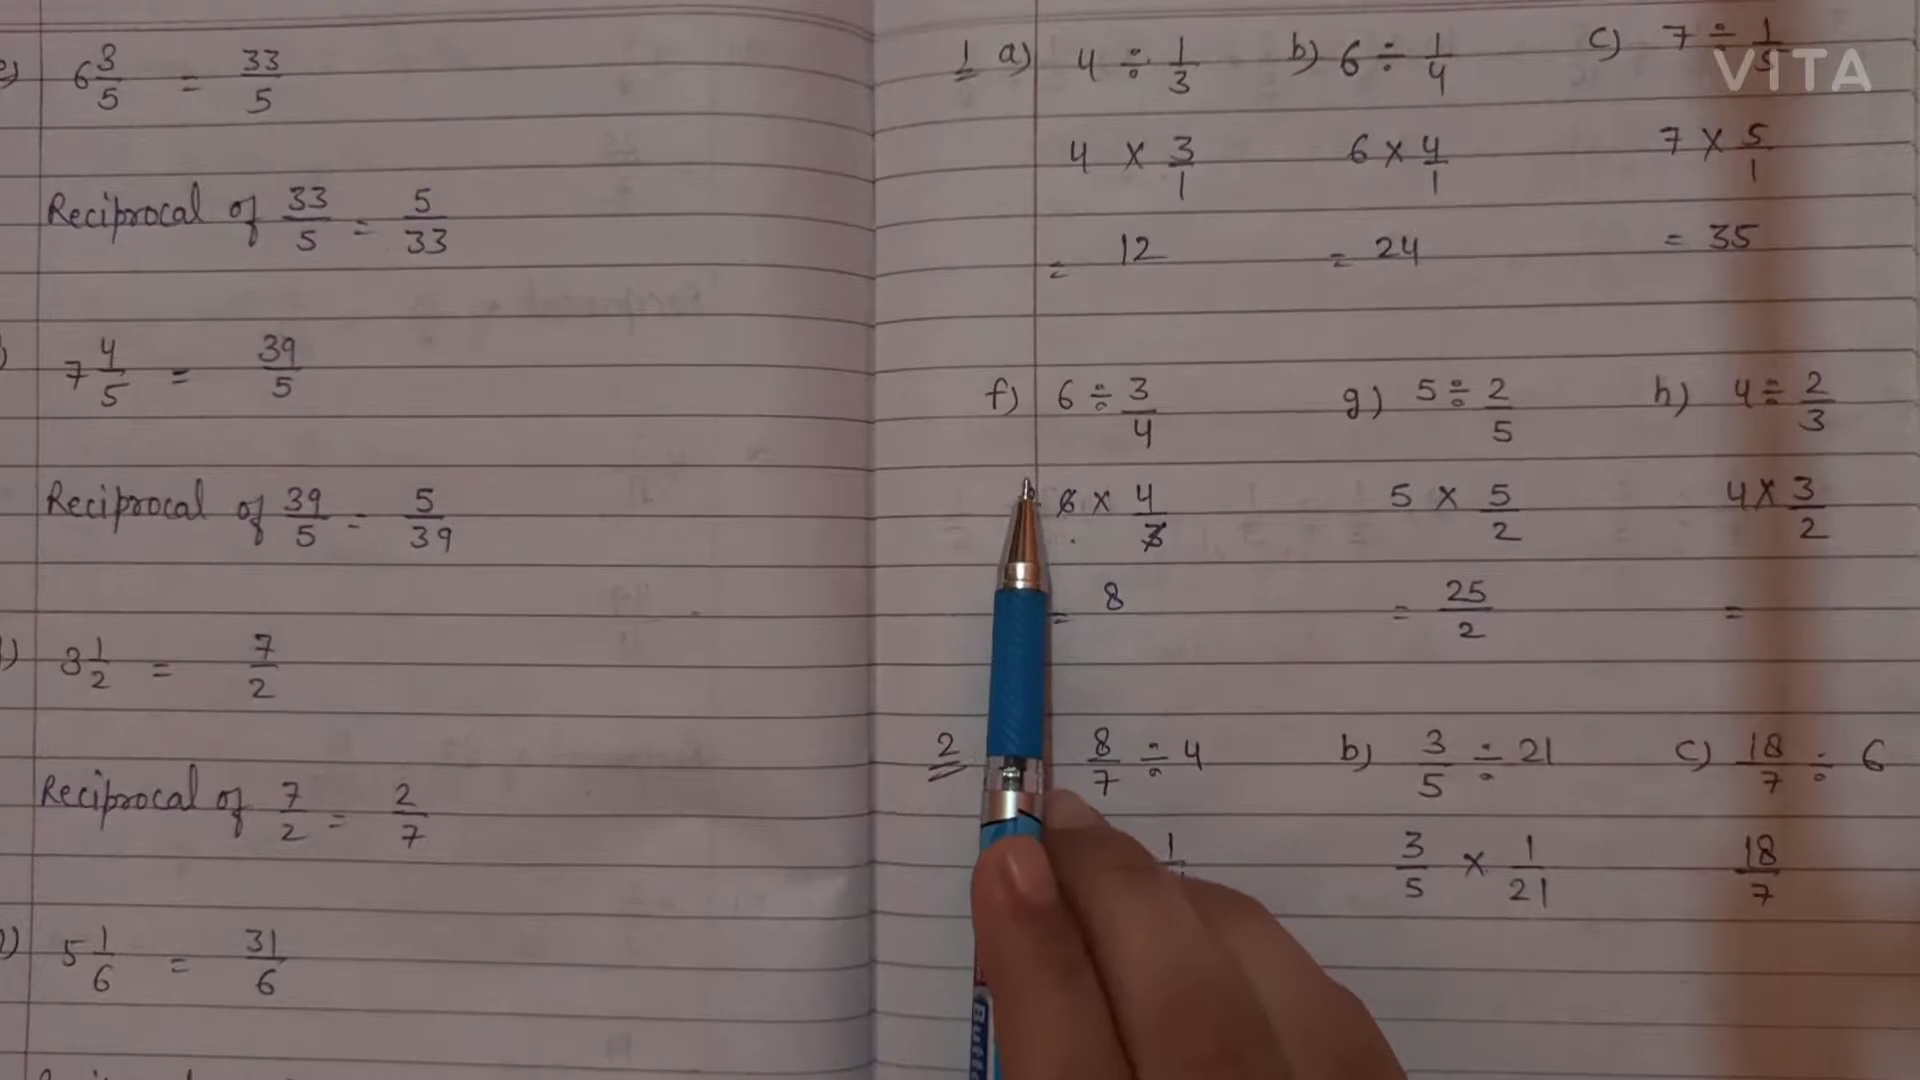 6 3/5 = 33/5
Reciprocal of 33/5 = 5/33
7 4/5 = 39/5
Reciprocal of 39/5 = 5/39
3 1/2 = 7/2
Reciprocal of 7/2 = 2/7
5 1/6 = 31/6
1 a) 4 ÷ 1/3 b) 6 ÷ 1/4 c) 7 ÷ 1/5
VITA
4 × 3/1 6 × 4/1 7 × 5/1
= 12 = 24 = 35
f) 6 ÷ 3/4 g) 5 ÷ 2/5 h) 4 ÷ 2/3
6 × 4/3 5 × 5/2 4 × 3/2
= 8 = 25/2 =
2 8/7 ÷ 4 b) 3/5 ÷ 21 c) 18/7 ÷ 6
3/5 × 1/21 18/7